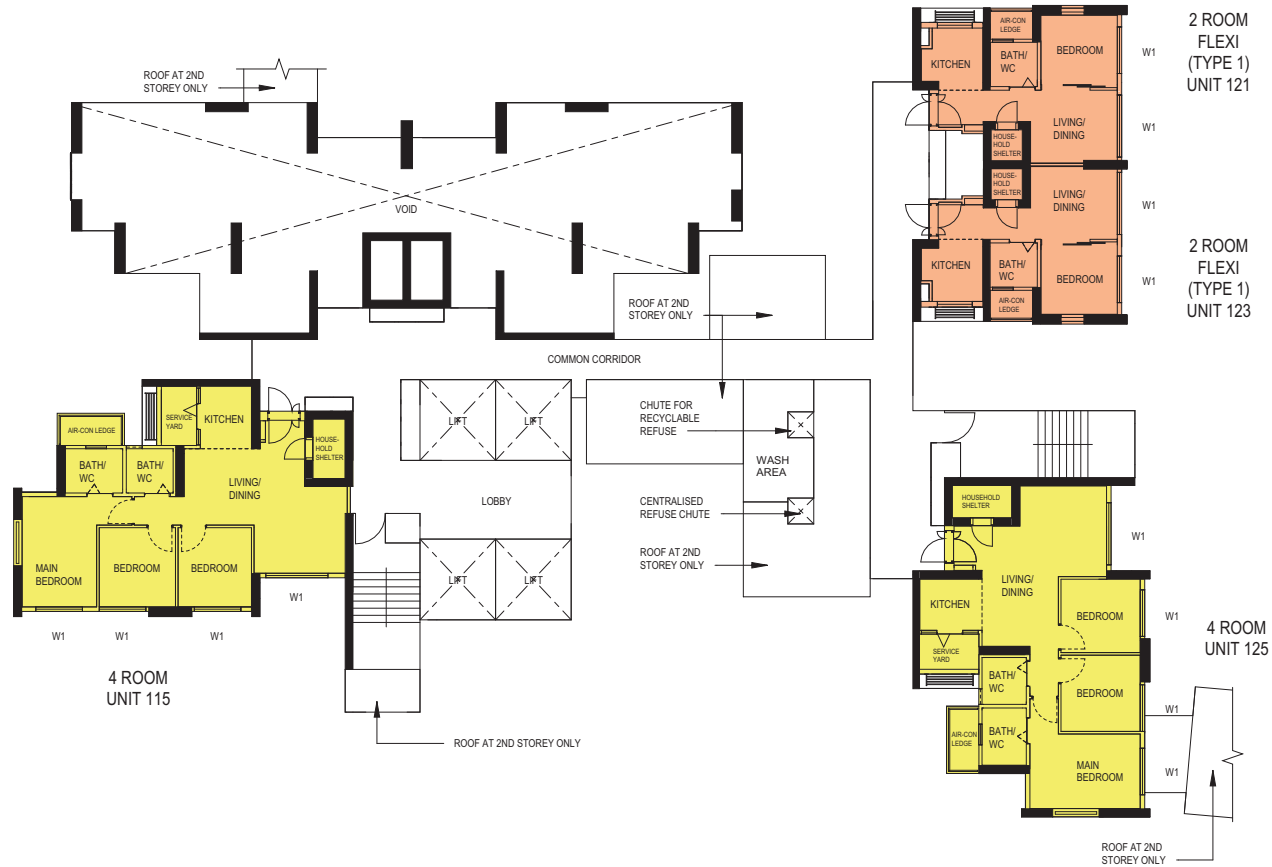 ROOF AT 2ND
STOREY ONLY
VOID
ROOF AT 2ND
STOREY ONLY
COMMON CORRIDOR
AIR-CON
LEDGE
BEDROOM
KITCHEN
BATH/
WC
W1
2 ROOM
FLEXI
(TYPE 1)
UNIT 121
LIVING/
DINING
W1
HOUSE-
HOLD
SHELTER
HOUSE-
HOLD
SHELTER
LIVING/
DINING
W1
KITCHEN
BATH/
WC
BEDROOM
AIR-CON
LEDGE
W1
2 ROOM
FLEXI
(TYPE 1)
UNIT 123
SERVICE
YARD
KITCHEN
AIR-CON LEDGE
HOUSE-
HOLD
SHELTER
BATH/
WC
BATH/
WC
LIVING/
DINING
MAIN
BEDROOM
BEDROOM
BEDROOM
W1
W1
W1
W1
4 ROOM
UNIT 115
LIFT
LIFT
LOBBY
LIFT
LIFT
ROOF AT 2ND STOREY ONLY
CHUTE FOR
RECYCLABLE
REFUSE
WASH
AREA
CENTRALISED
REFUSE CHUTE
ROOF AT 2ND
STOREY ONLY
HOUSEHOLD
SHELTER
W1
LIVING/
DINING
KITCHEN
BEDROOM
W1
SERVICE
YARD
4 ROOM
UNIT 125
BATH/
WC
BEDROOM
W1
AIR-CON
LEDGE
BATH/
WC
MAIN
BEDROOM
W1
ROOF AT 2ND
STOREY ONLY